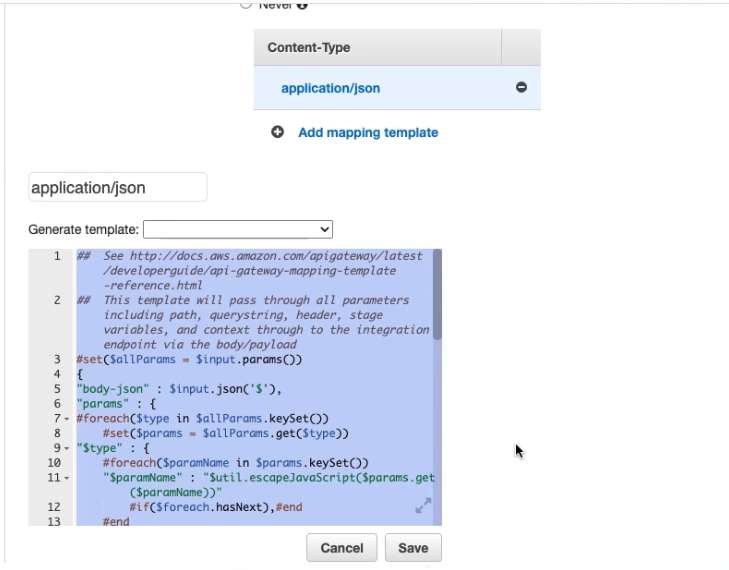 Never
Content-Type
application/json
Add mapping template
application/json
Generate template:
1 ## See http://docs.aws.amazon.com/apigateway/latest
/developerguide/api-gateway-mapping-template
-reference.html
2 ## This template will pass through all parameters
including path, querystring, header, stage
variables, and context through to the integration
endpoint via the body/payload
3 #set($allParams = $input.params())
4 {
5 "body-json" : $input.json('$'),
6 "params" : {
7 #foreach($type in $allParams.keySet())
8 #set($params = $allParams.get($type))
9 "$type" : {
10 #foreach($paramName in $params.keySet())
11 "$paramName" : "$util.escapeJavaScript($params.get
($paramName))"
12 #if($foreach.hasNext),#end
13 #end
Cancel Save